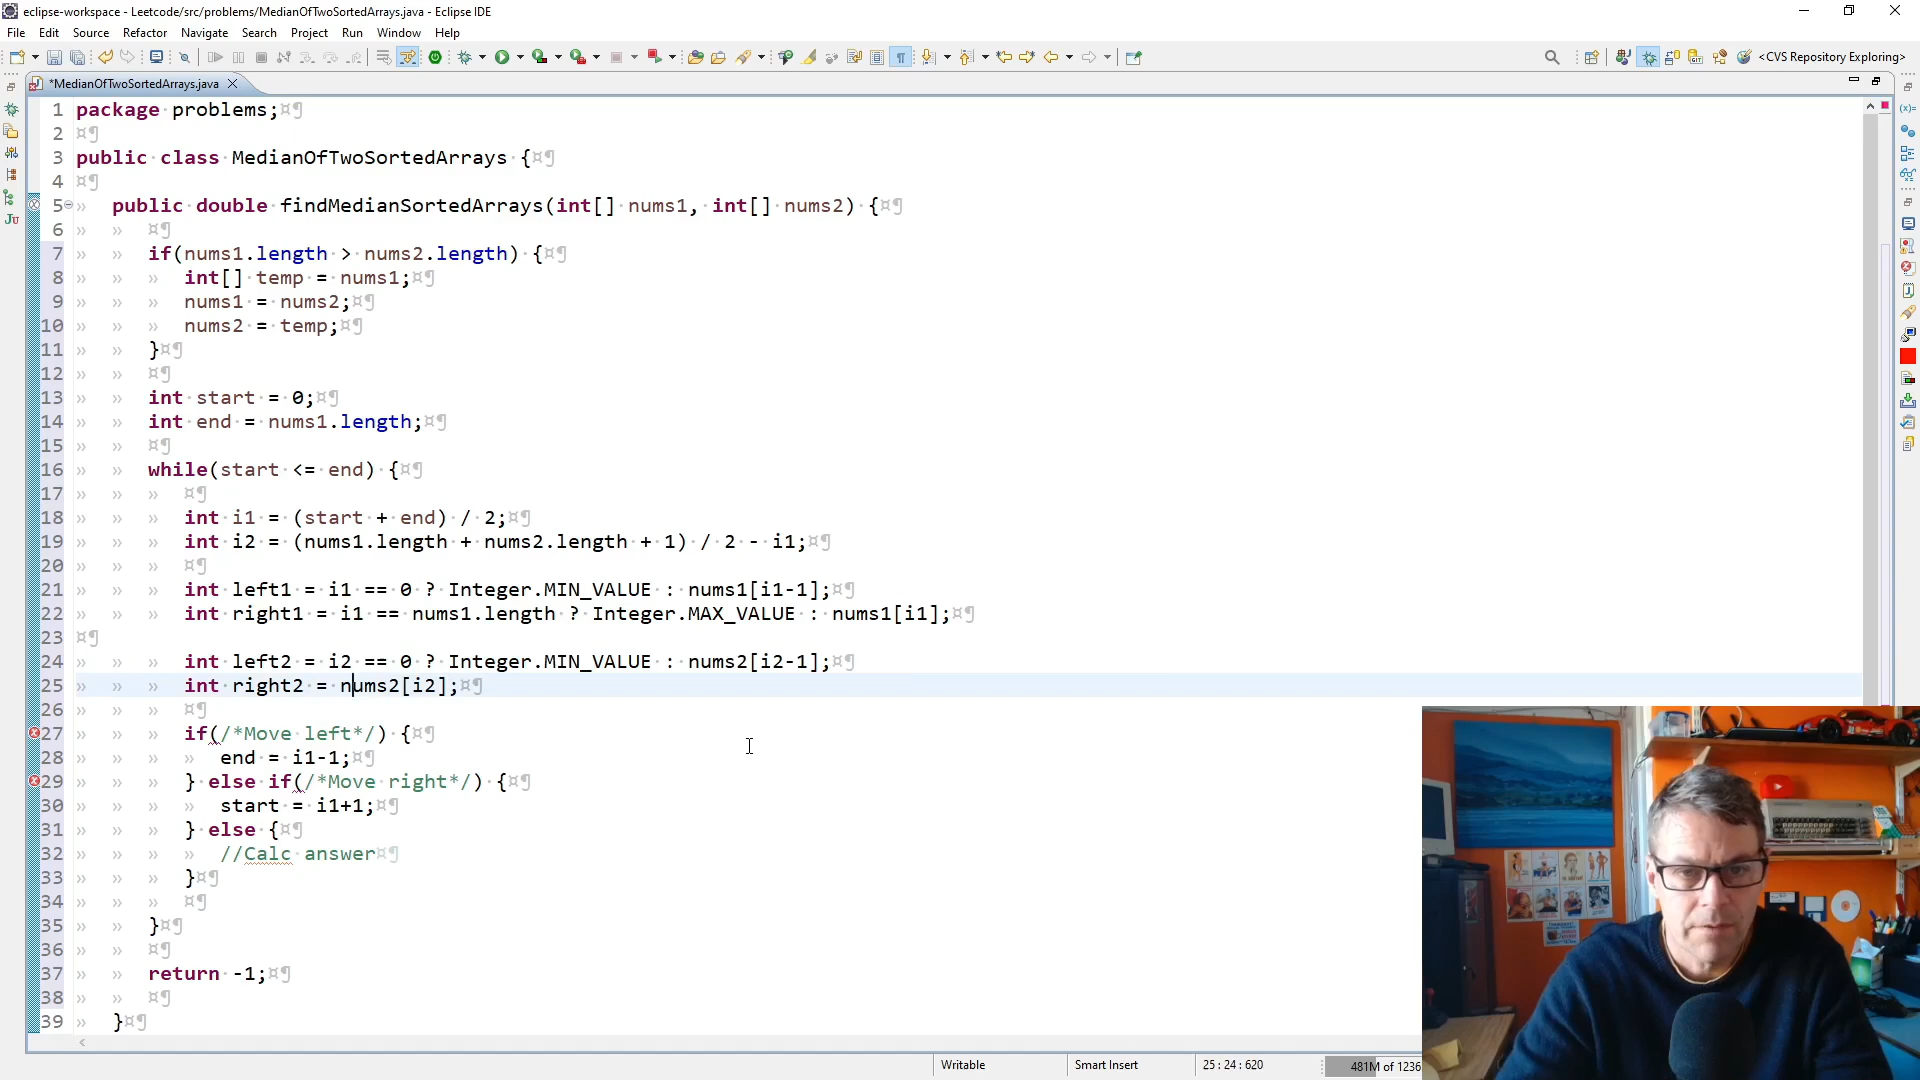 eclipse-workspace - Leetcode/src/problems/MedianOfTwoSortedArrays.java - Eclipse IDE
File Edit Source Refactor Navigate Search Project Run Window Help
<CVS Repository Exploring>
*MedianOfTwoSortedArrays.java
1 package problems;
2
3 public class MedianOfTwoSortedArrays {
4
5 public double findMedianSortedArrays(int[] nums1, int[] nums2) {
6
7 if(nums1.length > nums2.length) {
8 int[] temp = nums1;
9 nums1 = nums2;
10 nums2 = temp;
11 }
12
13 int start = 0;
14 int end = nums1.length;
15
16 while(start <= end) {
17
18 int i1 = (start + end) / 2;
19 int i2 = (nums1.length + nums2.length + 1) / 2 - i1;
20
21 int left1 = i1 == 0 ? Integer.MIN_VALUE : nums1[i1-1];
22 int right1 = i1 == nums1.length ? Integer.MAX_VALUE : nums1[i1];
23
24 int left2 = i2 == 0 ? Integer.MIN_VALUE : nums2[i2-1];
25 int right2 = nums2[i2];
26
27 if(/*Move left*/) {
28 end = i1-1;
29 } else if(/*Move right*/) {
30 start = i1+1;
31 } else {
32 //Calc answer
33 }
34
35 }
36
37 return -1;
38
39 }
Writable Smart Insert 25 : 24 : 620 481M of 1236